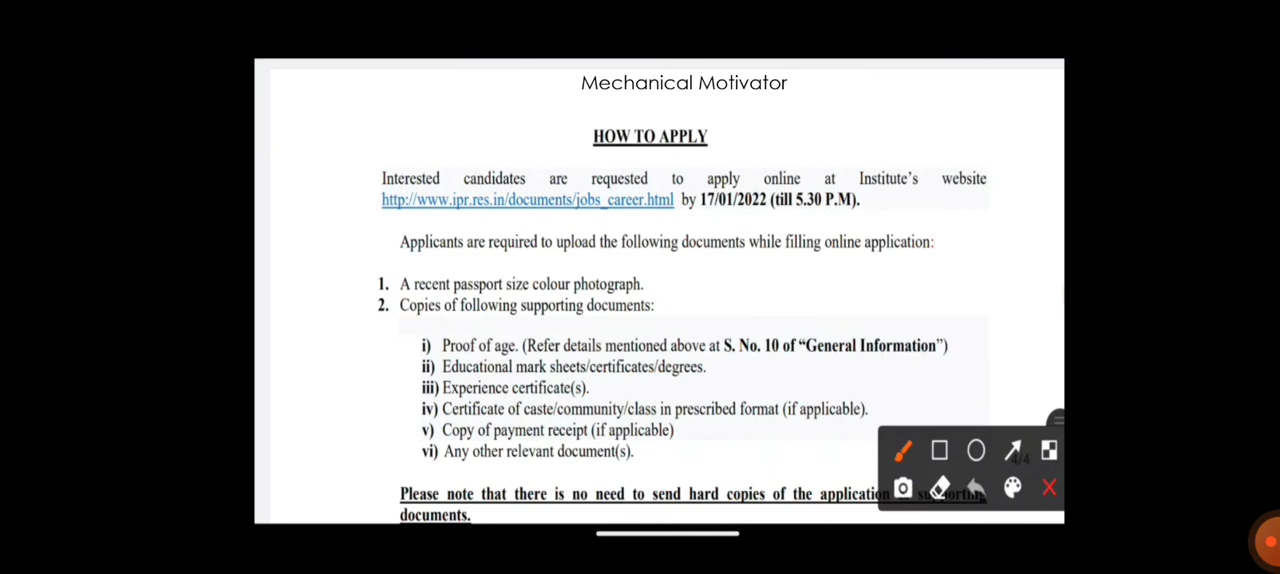 Mechanical Motivator
HOW TO APPLY
Interested candidates are requested to apply online at Institute's website
http://www.ipr.res.in/documents/jobs_career.html by 17/01/2022 (till 5.30 P.M).
Applicants are required to upload the following documents while filling online application:
1. A recent passport size colour photograph.
2. Copies of following supporting documents:
i) Proof of age. (Refer details mentioned above at S. No. 10 of “General Information”)
ii) Educational mark sheets/certificates/degrees.
iii) Experience certificate(s).
iv) Certificate of caste/community/class in prescribed format (if applicable).
v) Copy of payment receipt (if applicable)
vi) Any other relevant document(s).
4/4
Please note that there is no need to send hard copies of the application
documents.